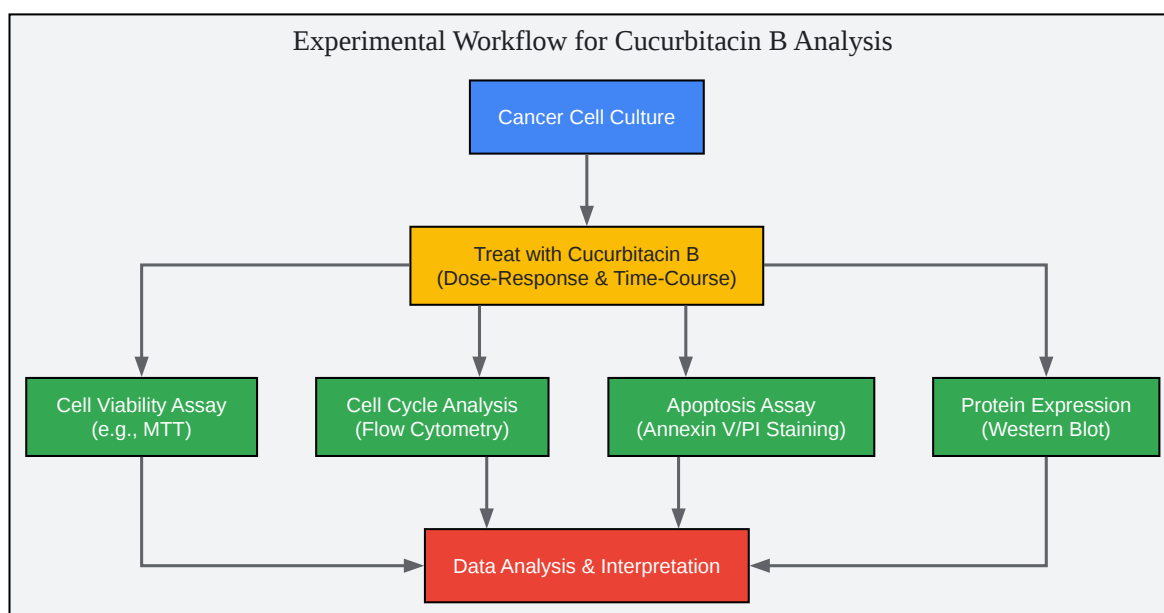 Experimental Workflow for Cucurbitacin B Analysis
Cancer Cell Culture
Treat with Cucurbitacin B
(Dose-Response & Time-Course)
Cell Viability Assay
(e.g., MTT)
Cell Cycle Analysis
(Flow Cytometry)
Apoptosis Assay
(Annexin V/PI Staining)
Protein Expression
(Western Blot)
Data Analysis & Interpretation